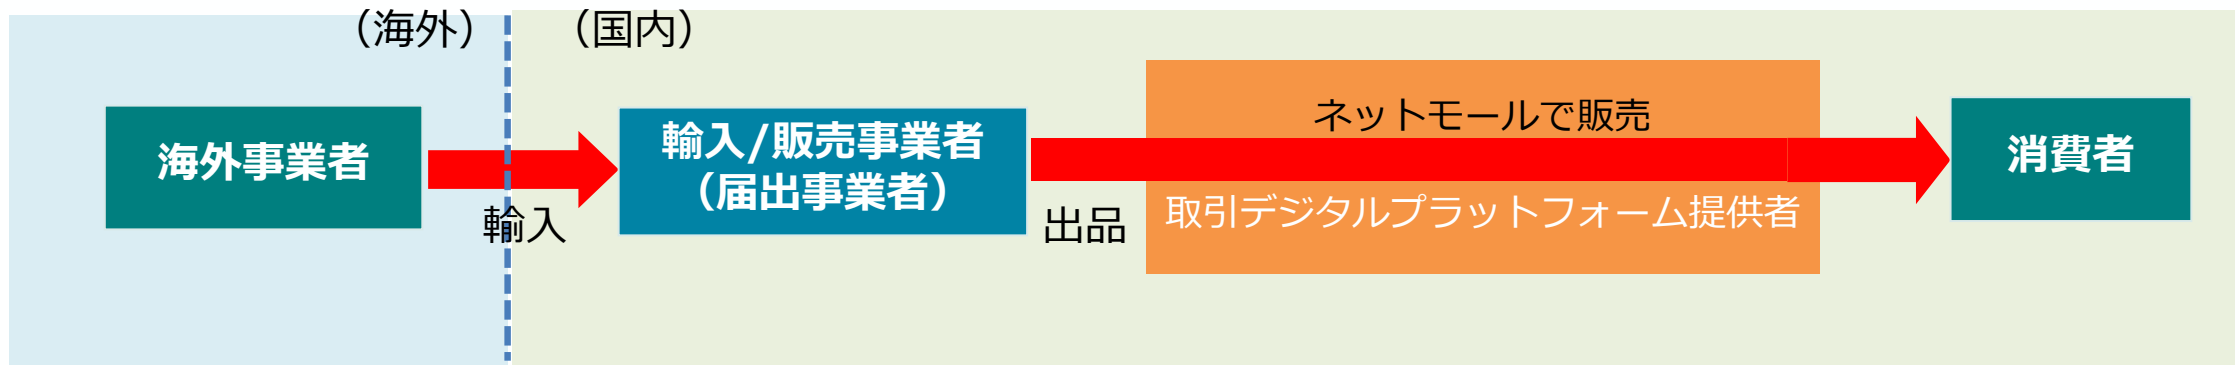 （海外）
（国内）
海外事業者
輸入
輸入/販売事業者
（届出事業者）
出品
ネットモールで販売
取引デジタルプラットフォーム提供者
消費者